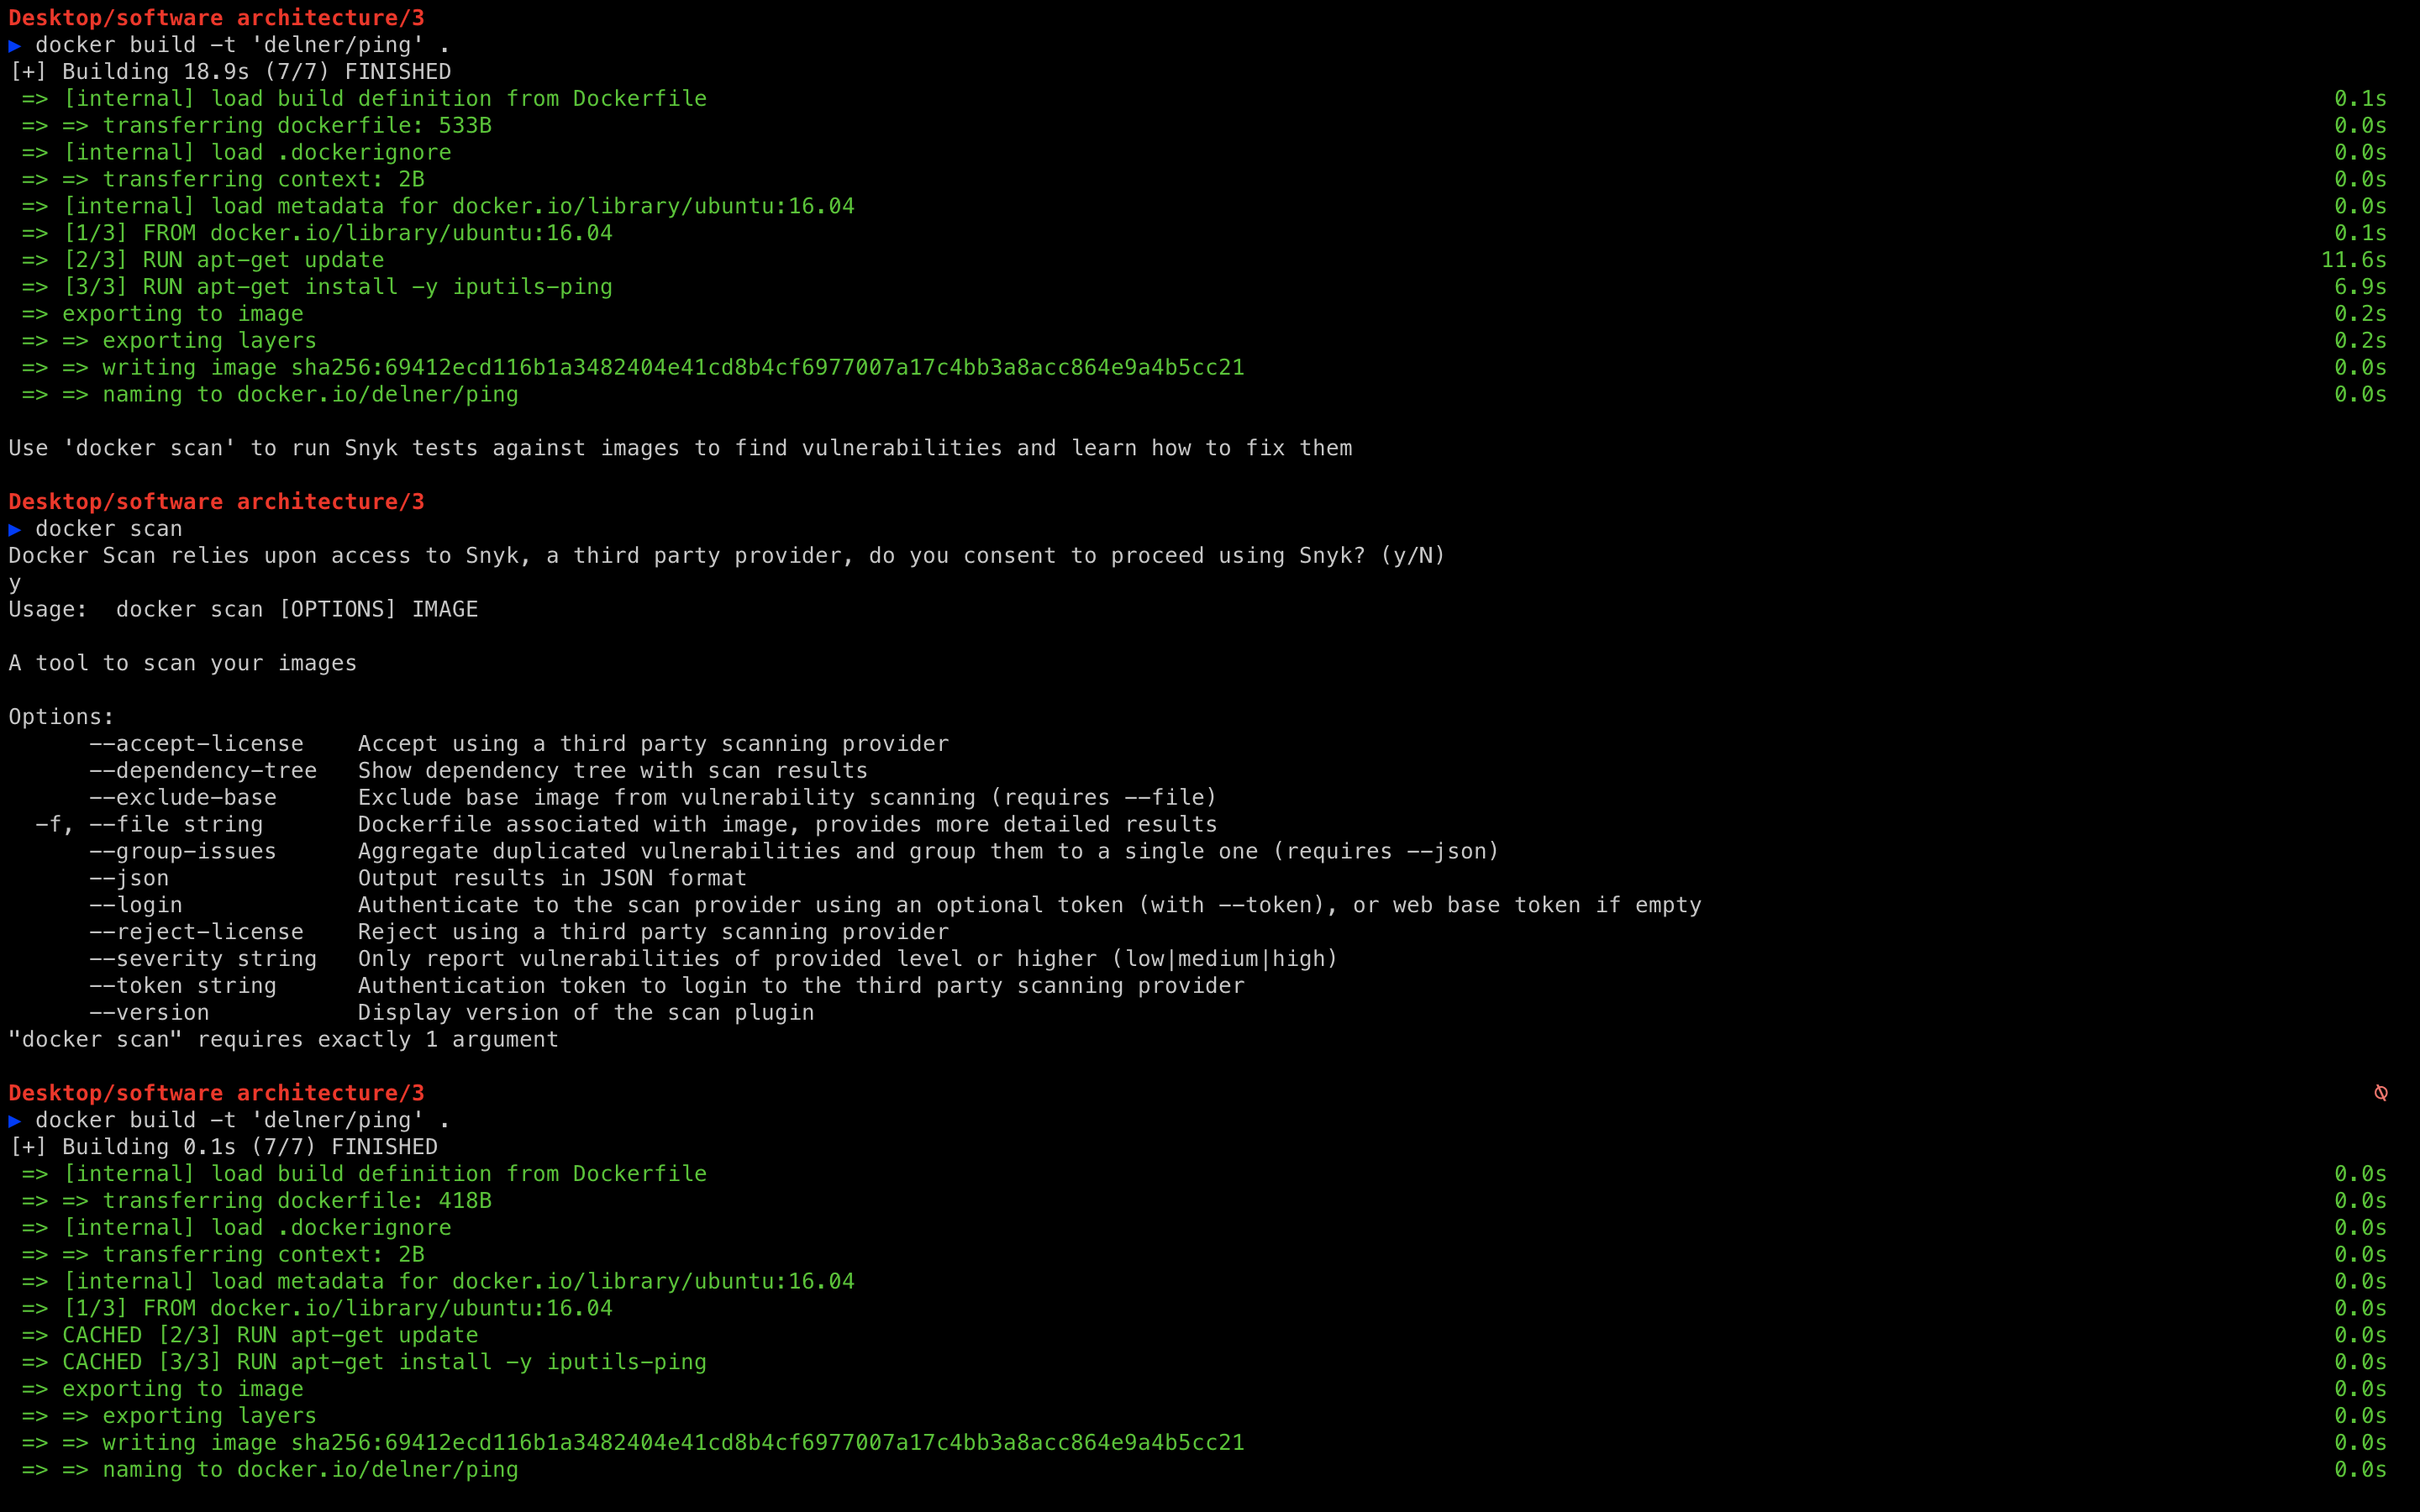 Desktop/software architecture/3
▶ docker build -t 'delner/ping' .
[+] Building 18.9s (7/7) FINISHED
=> [internal] load build definition from Dockerfile 0.1s
=> => transferring dockerfile: 533B 0.0s
=> [internal] load .dockerignore 0.0s
=> => transferring context: 2B 0.0s
=> [internal] load metadata for docker.io/library/ubuntu:16.04 0.0s
=> [1/3] FROM docker.io/library/ubuntu:16.04 0.1s
=> [2/3] RUN apt-get update 11.6s
=> [3/3] RUN apt-get install -y iputils-ping 6.9s
=> exporting to image 0.2s
=> => exporting layers 0.2s
=> => writing image sha256:69412ecd116b1a3482404e41cd8b4cf6977007a17c4bb3a8acc864e9a4b5cc21 0.0s
=> => naming to docker.io/delner/ping 0.0s
Use 'docker scan' to run Snyk tests against images to find vulnerabilities and learn how to fix them
Desktop/software architecture/3
▶ docker scan
Docker Scan relies upon access to Snyk, a third party provider, do you consent to proceed using Snyk? (y/N)
y
Usage:  docker scan [OPTIONS] IMAGE
A tool to scan your images
Options:
--accept-license    Accept using a third party scanning provider
--dependency-tree   Show dependency tree with scan results
--exclude-base      Exclude base image from vulnerability scanning (requires --file)
-f, --file string       Dockerfile associated with image, provides more detailed results
--group-issues      Aggregate duplicated vulnerabilities and group them to a single one (requires --json)
--json              Output results in JSON format
--login             Authenticate to the scan provider using an optional token (with --token), or web base token if empty
--reject-license    Reject using a third party scanning provider
--severity string   Only report vulnerabilities of provided level or higher (low|medium|high)
--token string      Authentication token to login to the third party scanning provider
--version           Display version of the scan plugin
"docker scan" requires exactly 1 argument
Desktop/software architecture/3 ⦰
▶ docker build -t 'delner/ping' .
[+] Building 0.1s (7/7) FINISHED
=> [internal] load build definition from Dockerfile 0.0s
=> => transferring dockerfile: 418B 0.0s
=> [internal] load .dockerignore 0.0s
=> => transferring context: 2B 0.0s
=> [internal] load metadata for docker.io/library/ubuntu:16.04 0.0s
=> [1/3] FROM docker.io/library/ubuntu:16.04 0.0s
=> CACHED [2/3] RUN apt-get update 0.0s
=> CACHED [3/3] RUN apt-get install -y iputils-ping 0.0s
=> exporting to image 0.0s
=> => exporting layers 0.0s
=> => writing image sha256:69412ecd116b1a3482404e41cd8b4cf6977007a17c4bb3a8acc864e9a4b5cc21 0.0s
=> => naming to docker.io/delner/ping 0.0s